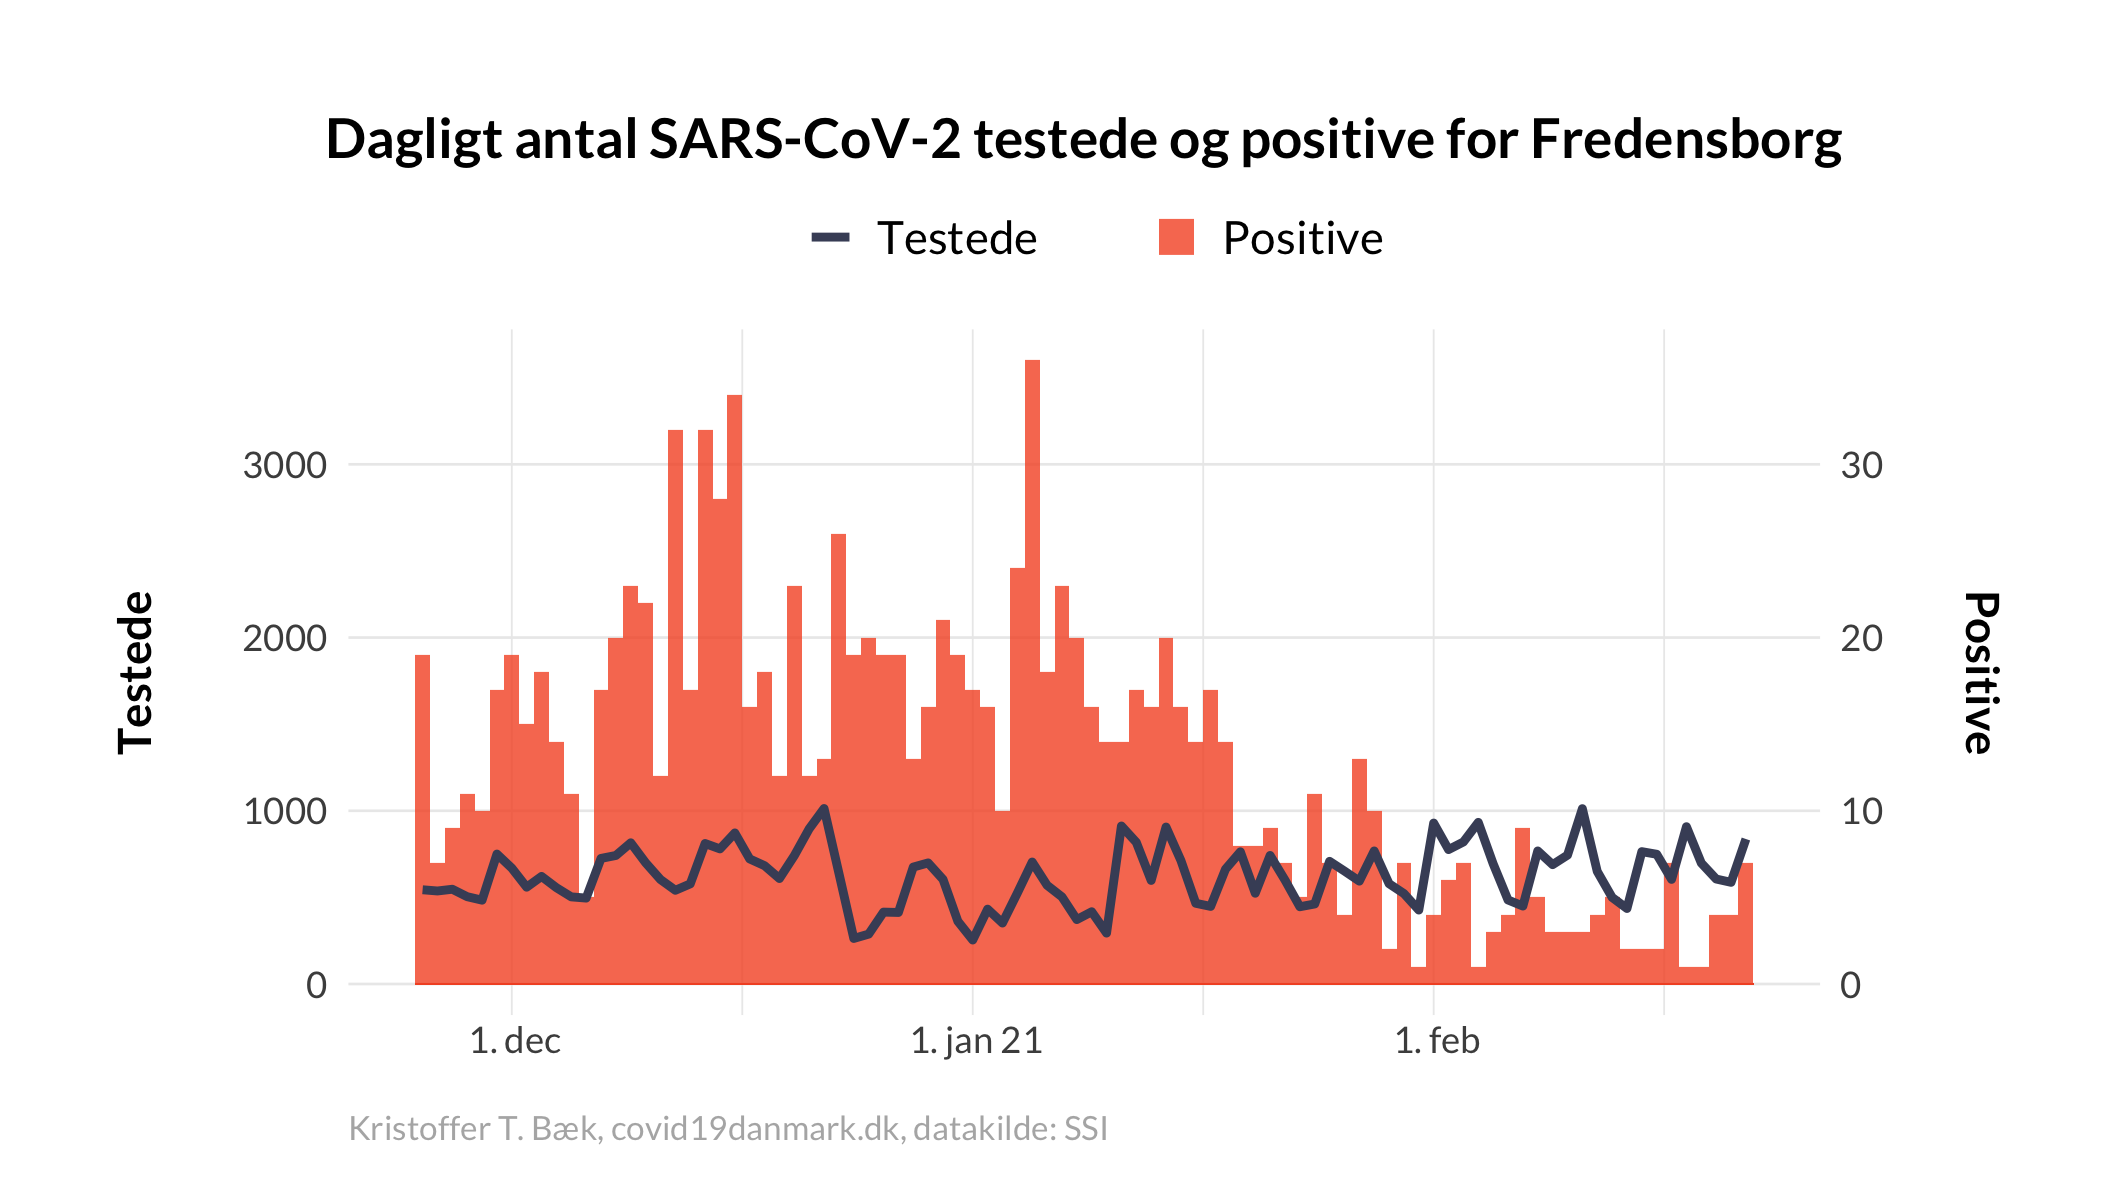 Dagligt antal SARS-CoV-2 testede og positive for Fredensborg
Testede Positive
3000 30
2000 20
1000 10
0 0
Testede
Positive
1. dec 1. jan 21 1. feb
Kristoffer T. Bæk, covid19danmark.dk, datakilde: SSI